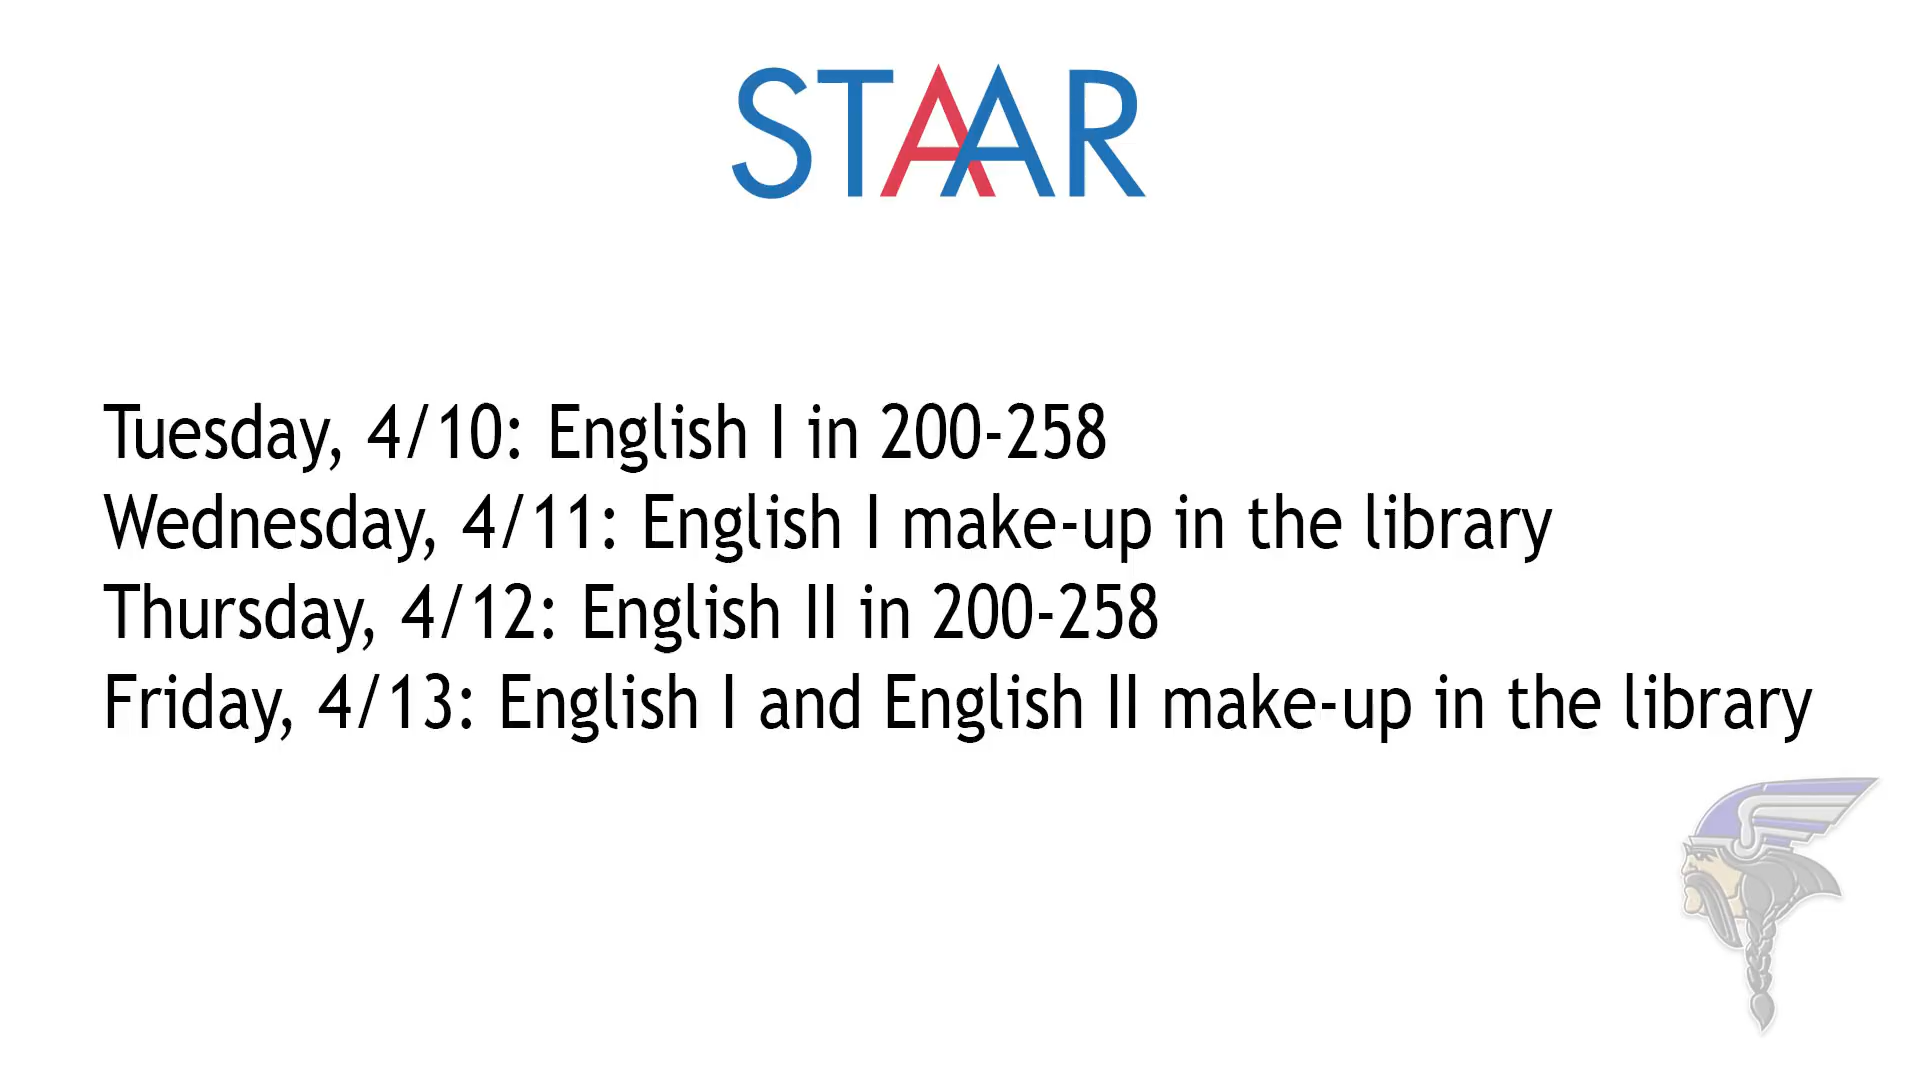 STAAR
Tuesday, 4/10: English I in 200-258
Wednesday, 4/11: English I make-up in the library
Thursday, 4/12: English II in 200-258
Friday, 4/13: English I and English II make-up in the library